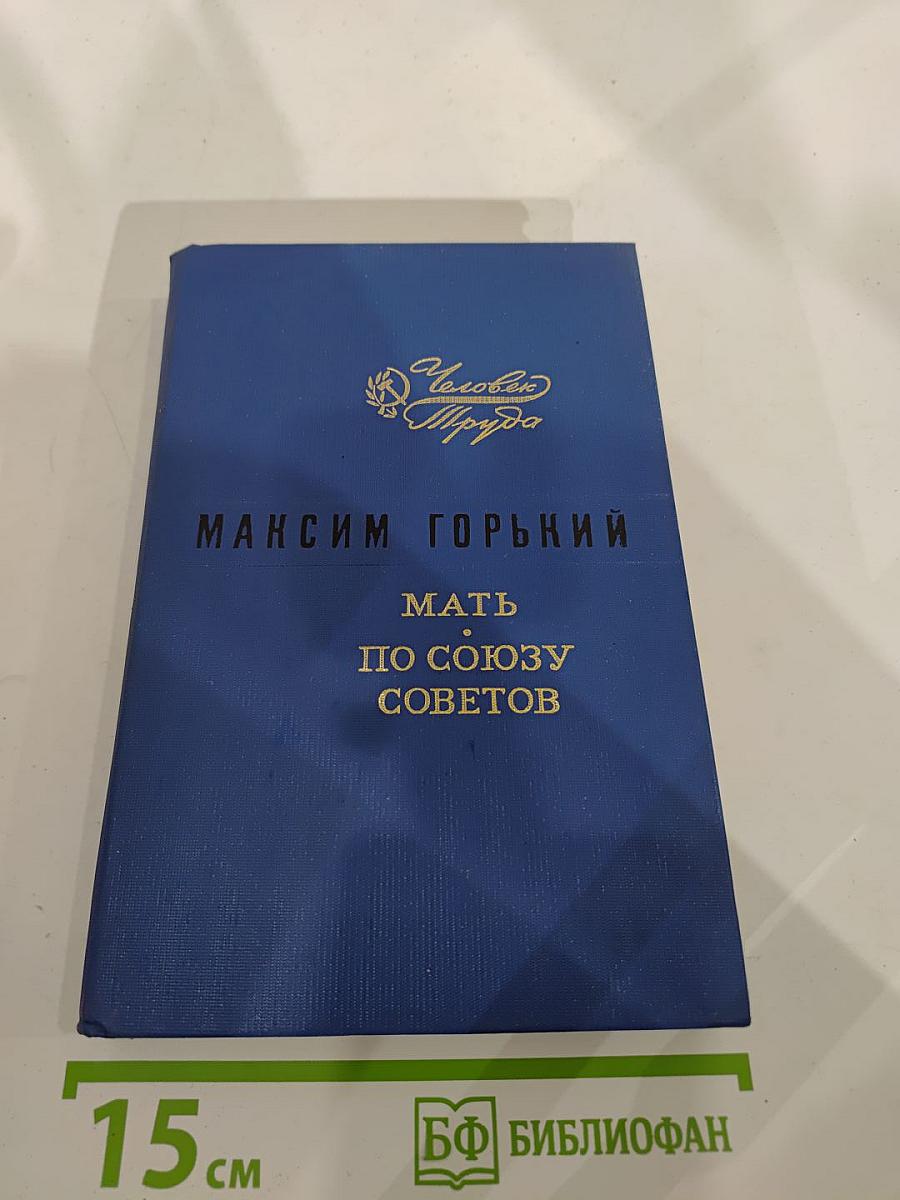 Человек
Труда
МАКСИМ ГОРЬКИЙ
МАТЬ
·
ПО СОЮЗУ
СОВЕТОВ
15 см
БФ БИБЛИОФАН